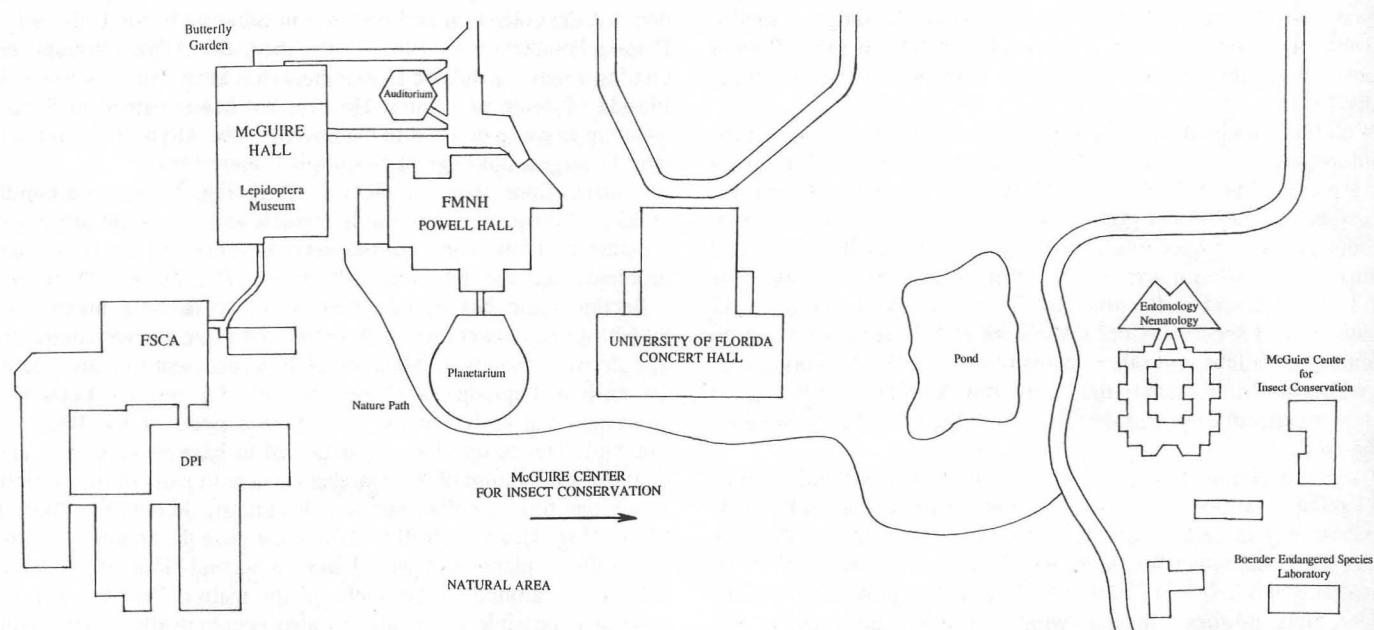 Butterfly
Garden
Auditorium
McGUIRE
HALL
Lepidoptera
Museum
FMNH
POWELL HALL
FSCA
Planetarium
UNIVERSITY OF FLORIDA
CONCERT HALL
Pond
Entomology
Nematology
McGuire Center
for
Insect Conservation
Nature Path
DPI
McGUIRE CENTER
FOR INSECT CONSERVATION
NATURAL AREA
Boender Endangered Species
Laboratory